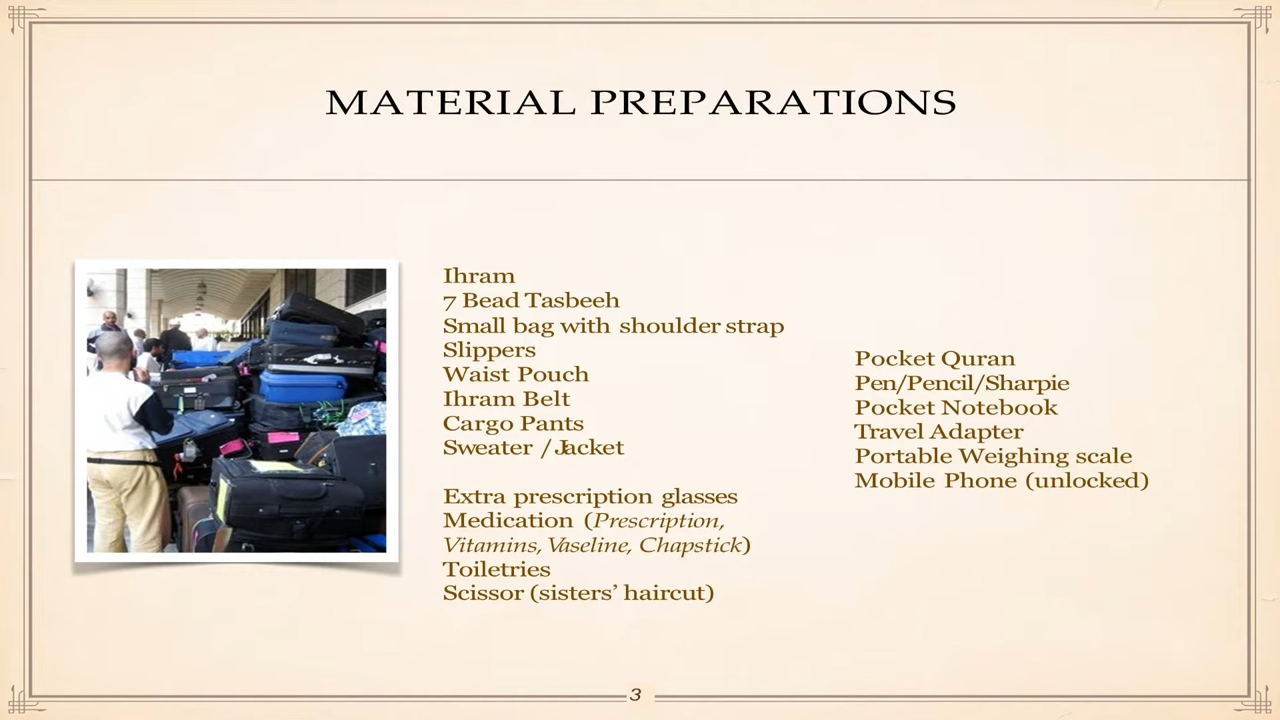 MATERIAL PREPARATIONS
Ihram
7 Bead Tasbeeh
Small bag with shoulder strap
Slippers
Waist Pouch
Ihram Belt
Cargo Pants
Sweater / Jacket
Extra prescription glasses
Medication (Prescription,
Vitamins, Vaseline, Chapstick)
Toiletries
Scissor (sisters’ haircut)
Pocket Quran
Pen/Pencil/Sharpie
Pocket Notebook
Travel Adapter
Portable Weighing scale
Mobile Phone (unlocked)
3